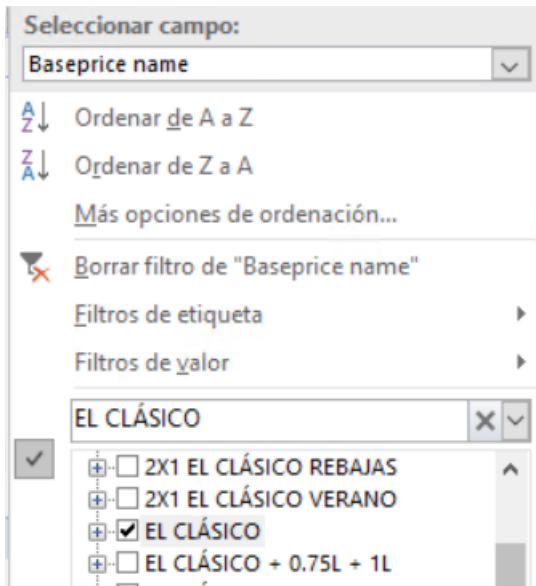 Seleccionar campo:
Baseprice name
Ordenar de A a Z
Ordenar de Z a A
Más opciones de ordenación...
Borrar filtro de "Baseprice name"
Filtros de etiqueta
Filtros de valor
EL CLÁSICO
2X1 EL CLÁSICO REBAJAS
2X1 EL CLÁSICO VERANO
EL CLÁSICO
EL CLÁSICO + 0.75L + 1L